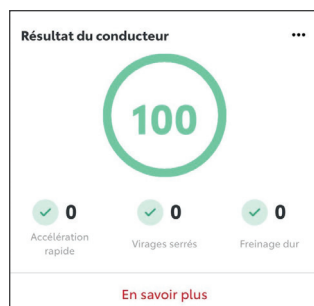 Résultat du conducteur ...
100
0 0 0
Accélération rapide Virages serrés Freinage dur
En savoir plus